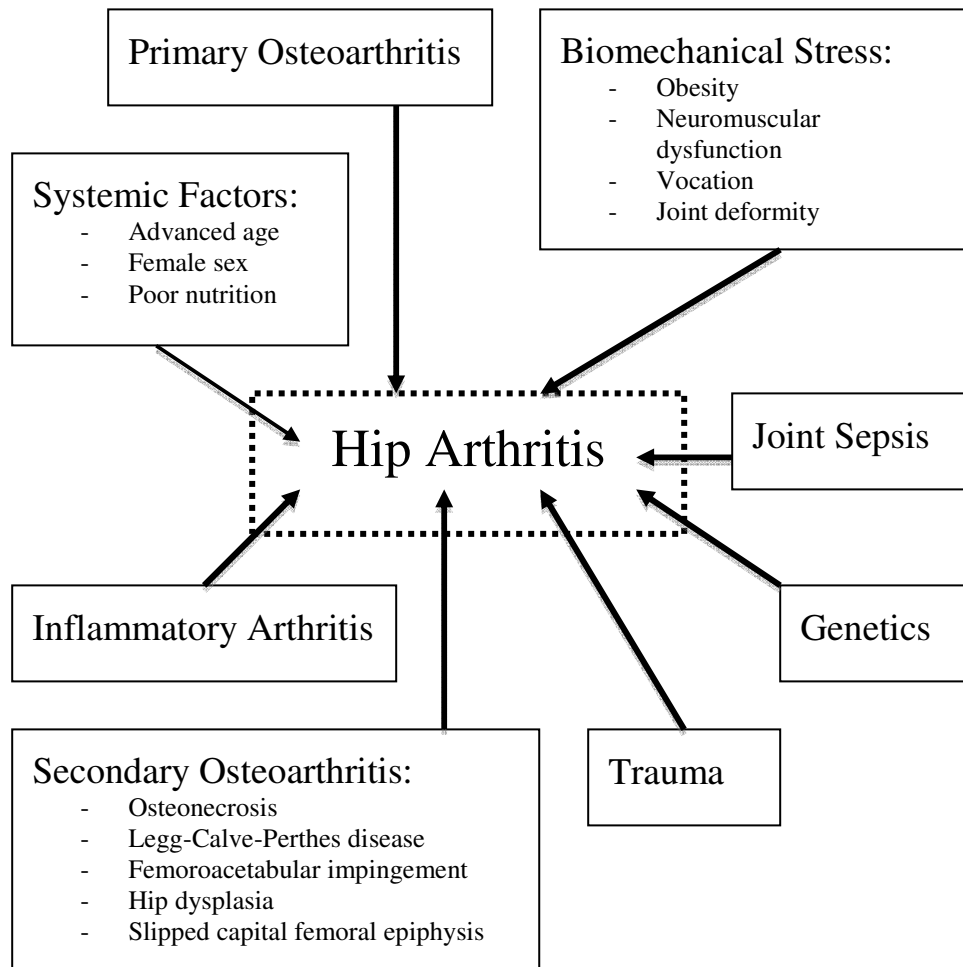 Primary Osteoarthritis
Biomechanical Stress:
- Obesity
- Neuromuscular
dysfunction
- Vocation
- Joint deformity
Systemic Factors:
- Advanced age
- Female sex
- Poor nutrition
Hip Arthritis
Joint Sepsis
Inflammatory Arthritis
Genetics
Secondary Osteoarthritis:
- Osteonecrosis
- Legg-Calve-Perthes disease
- Femoroacetabular impingement
- Hip dysplasia
- Slipped capital femoral epiphysis
Trauma